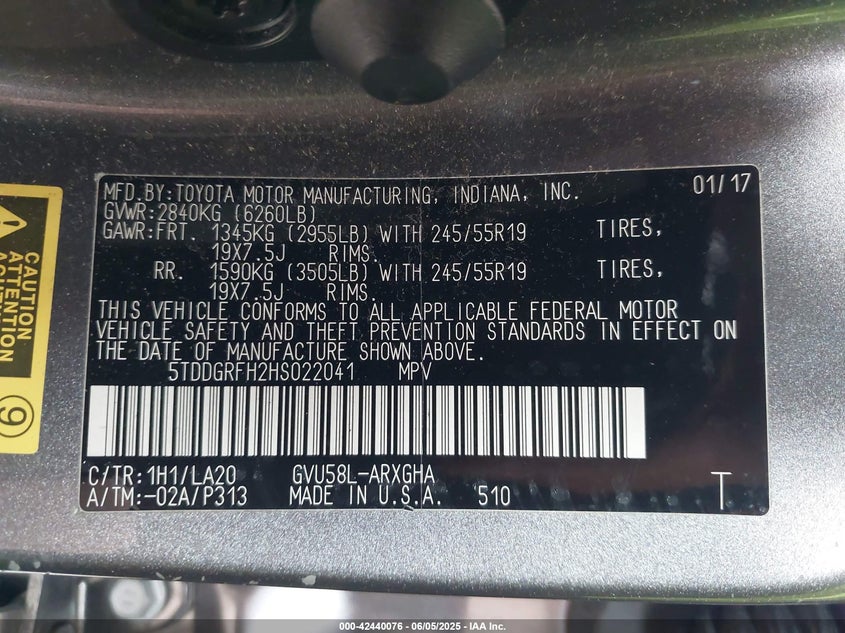 MFD.BY:TOYOTA MOTOR MANUFACTURING, INDIANA, INC. 01/17
GVWR:2840KG (6260LB)
GAWR:FRT. 1345KG (2955LB) WITH 245/55R19 TIRES,
19X7.5J RIMS.
RR. 1590KG (3505LB) WITH 245/55R19 TIRES,
19X7.5J RIMS.
THIS VEHICLE CONFORMS TO ALL APPLICABLE FEDERAL MOTOR
VEHICLE SAFETY AND THEFT PREVENTION STANDARDS IN EFFECT ON
THE DATE OF MANUFACTURE SHOWN ABOVE.
5TDDGRFH2HS022041 MPV
C/TR:1H1/LA20 GVU58L-ARXGHA
A/TM:-02A/P313 MADE IN U.S.A. 510 T
CAUTION
ATTENTION
9
000-42440076 - 06/05/2025 - IAA Inc.